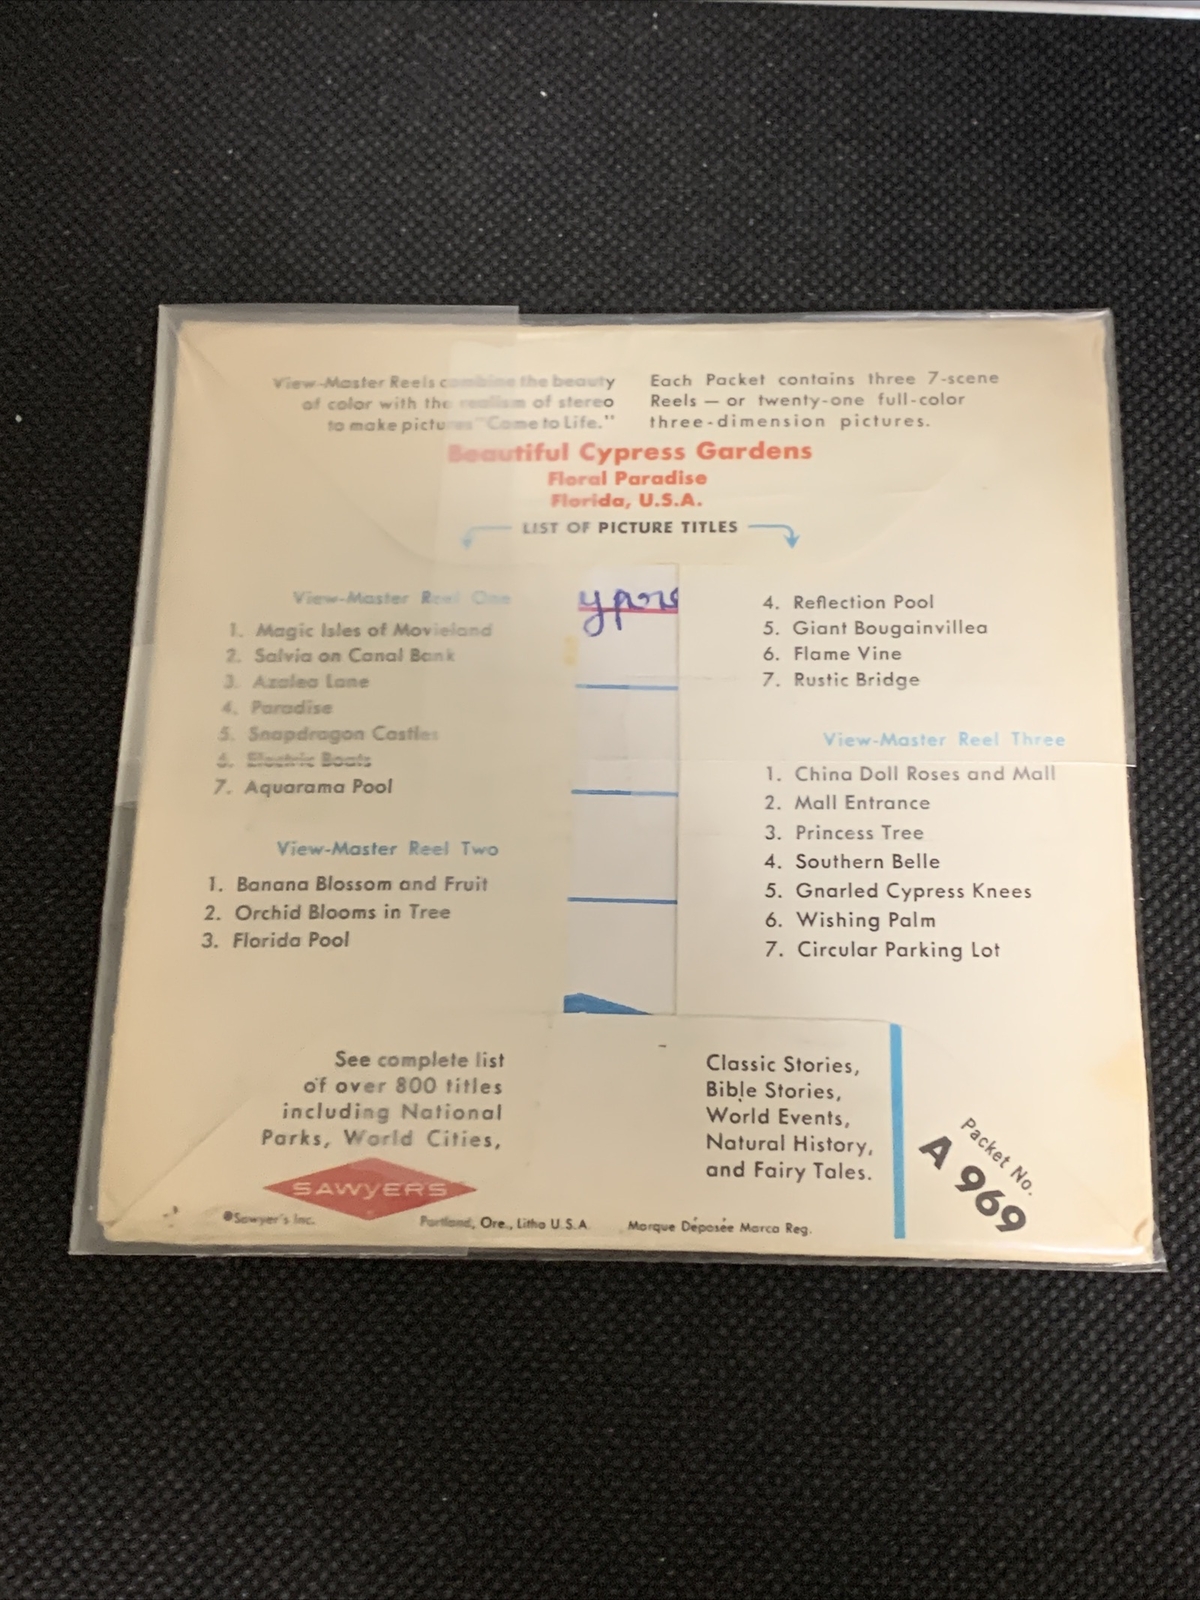 View-Master Reels combine the beauty
of color with the realism of stereo
to make pictures "Come to Life."
Each Packet contains three 7-scene
Reels — or twenty-one full-color
three-dimension pictures.
Beautiful Cypress Gardens
Floral Paradise
Florida, U.S.A.
LIST OF PICTURE TITLES
View-Master Reel One
1. Magic Isles of Movieland
2. Salvia on Canal Bank
3. Azalea Lane
4. Paradise
5. Snapdragon Castles
6. Electric Boats
7. Aquarama Pool
View-Master Reel Two
1. Banana Blossom and Fruit
2. Orchid Blooms in Tree
3. Florida Pool
ypre
4. Reflection Pool
5. Giant Bougainvillea
6. Flame Vine
7. Rustic Bridge
View-Master Reel Three
1. China Doll Roses and Mall
2. Mall Entrance
3. Princess Tree
4. Southern Belle
5. Gnarled Cypress Knees
6. Wishing Palm
7. Circular Parking Lot
See complete list
of over 800 titles
including National
Parks, World Cities,
Classic Stories,
Bible Stories,
World Events,
Natural History,
and Fairy Tales.
Packet No.
A 969
SAWYER'S
©Sawyer's Inc. Portland, Ore., Litho U.S.A. Marque Déposée Marca Reg.